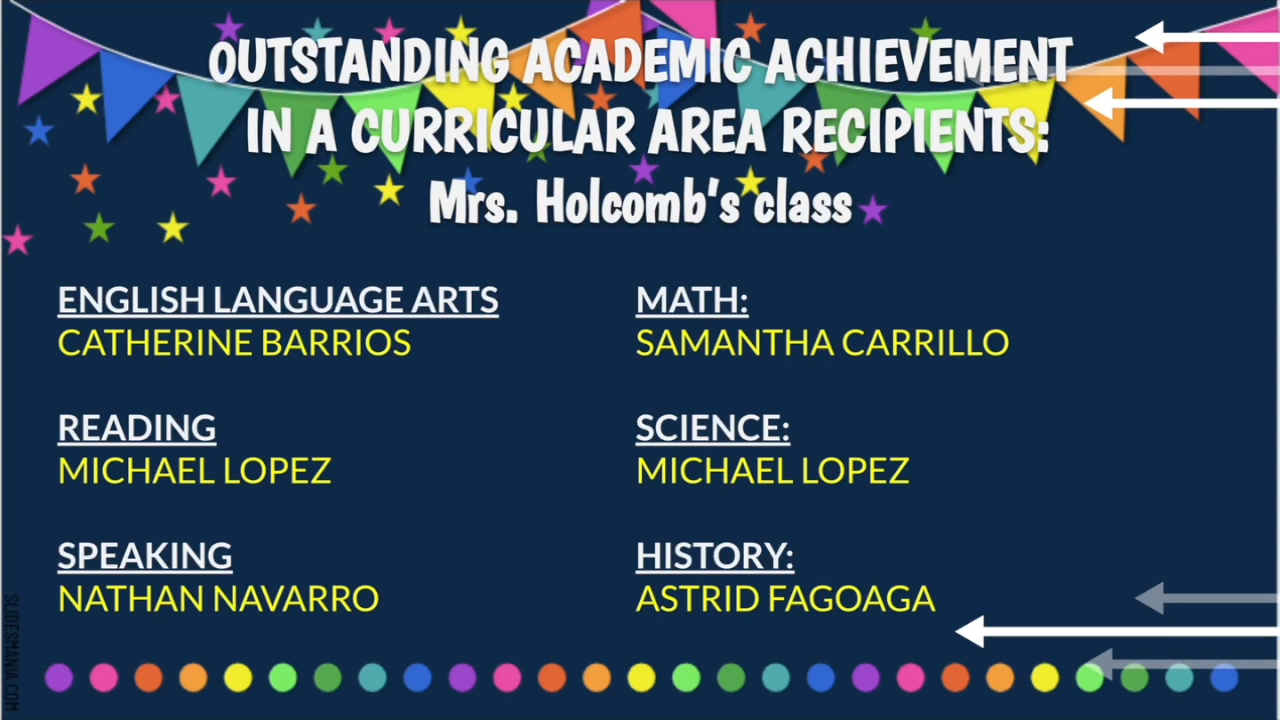 OUTSTANDING ACADEMIC ACHIEVEMENT
IN A CURRICULAR AREA RECIPIENTS:
Mrs. Holcomb's class
ENGLISH LANGUAGE ARTS
CATHERINE BARRIOS
READING
MICHAEL LOPEZ
SPEAKING
NATHAN NAVARRO
MATH:
SAMANTHA CARRILLO
SCIENCE:
MICHAEL LOPEZ
HISTORY:
ASTRID FAGOAGA
SLIDESMANIA.COM